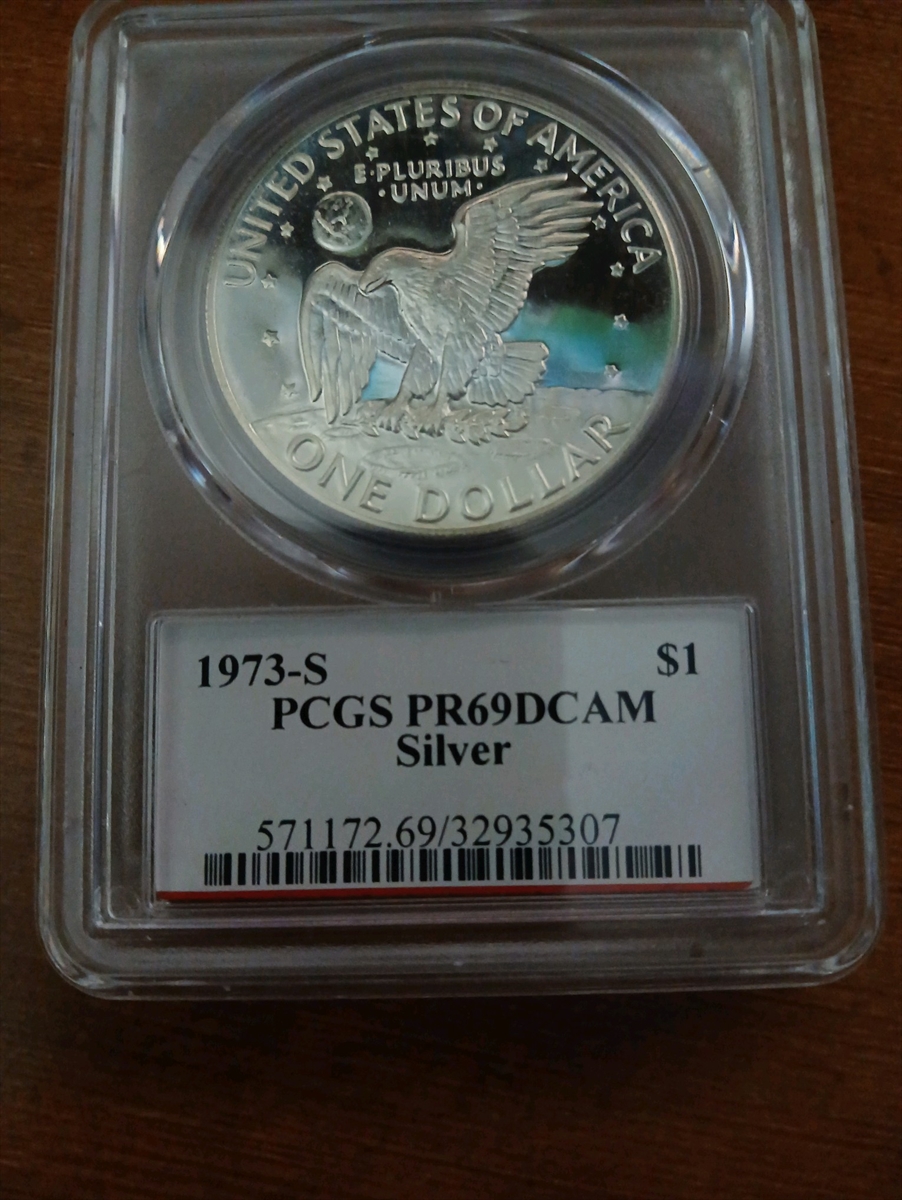 UNITED STATES OF AMERICA
E·PLURIBUS
·UNUM·
ONE DOLLAR
1973-S $1
PCGS PR69DCAM
Silver
571172.69/32935307